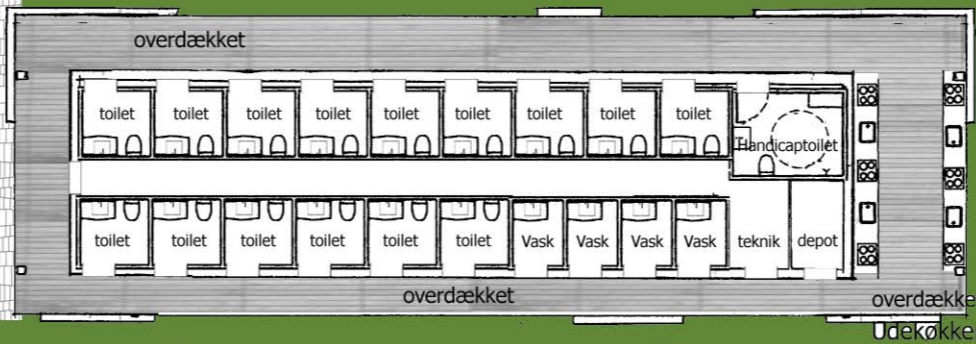 overdækket
toilet toilet toilet toilet toilet toilet toilet toilet toilet
Handicaptoilet
toilet toilet toilet toilet toilet toilet Vask Vask Vask Vask teknik depot
overdækket
overdække
Udekøkke